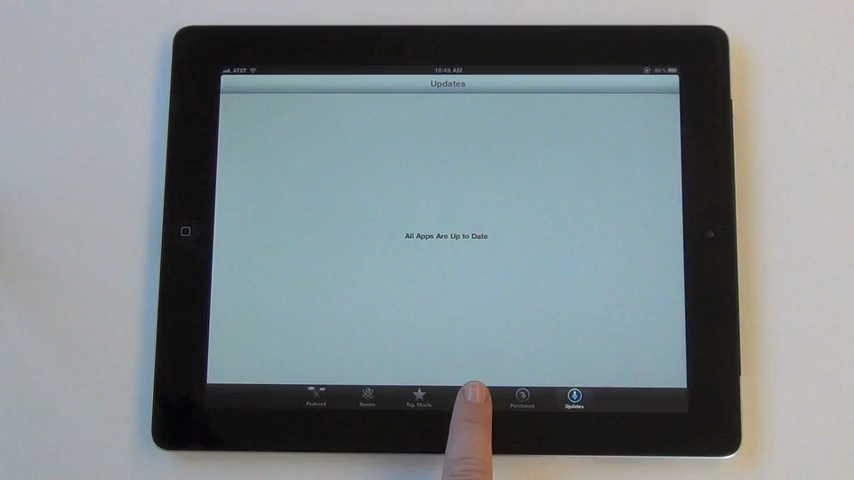 AT&T 10:48 AM
Updates
All Apps Are Up to Date
Featured Genius Top Charts Purchased Updates